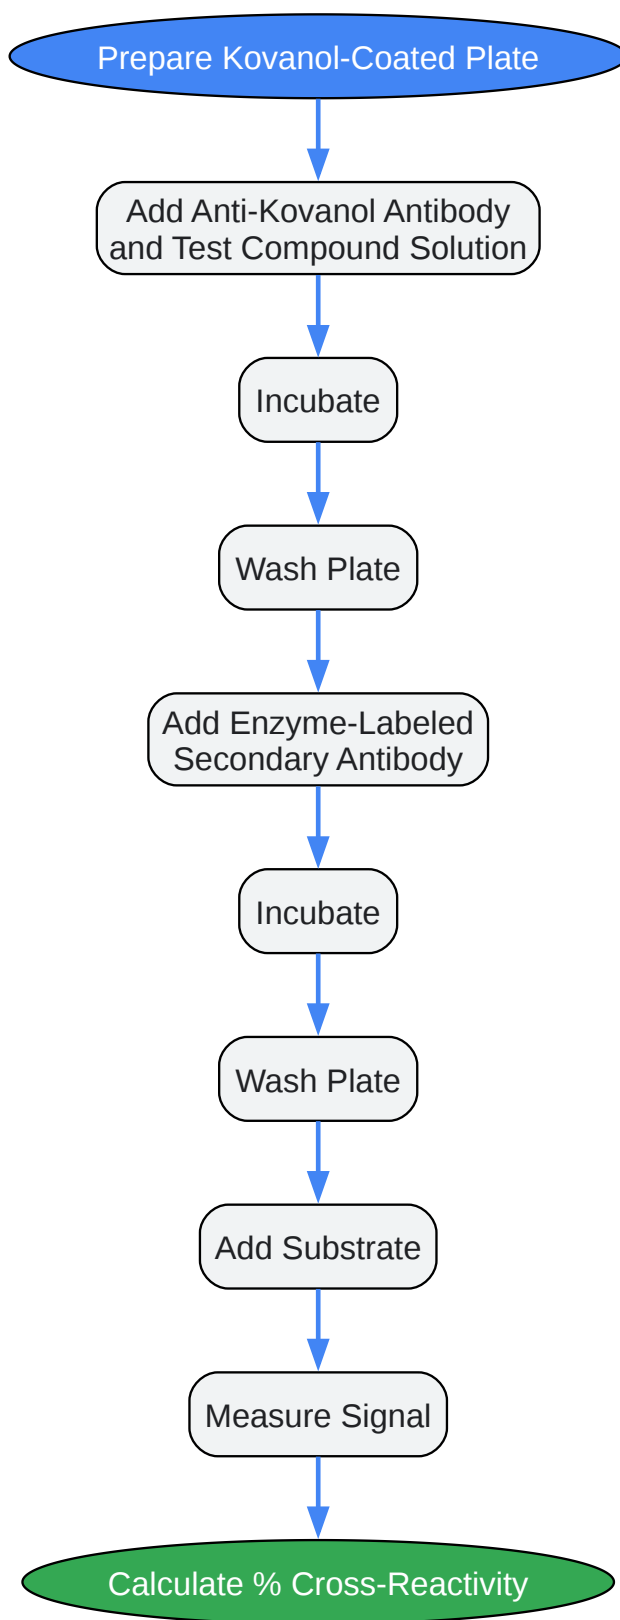 Prepare Kovanol-Coated Plate
Add Anti-Kovanol Antibody
and Test Compound Solution
Incubate
Wash Plate
Add Enzyme-Labeled
Secondary Antibody
Incubate
Wash Plate
Add Substrate
Measure Signal
Calculate % Cross-Reactivity